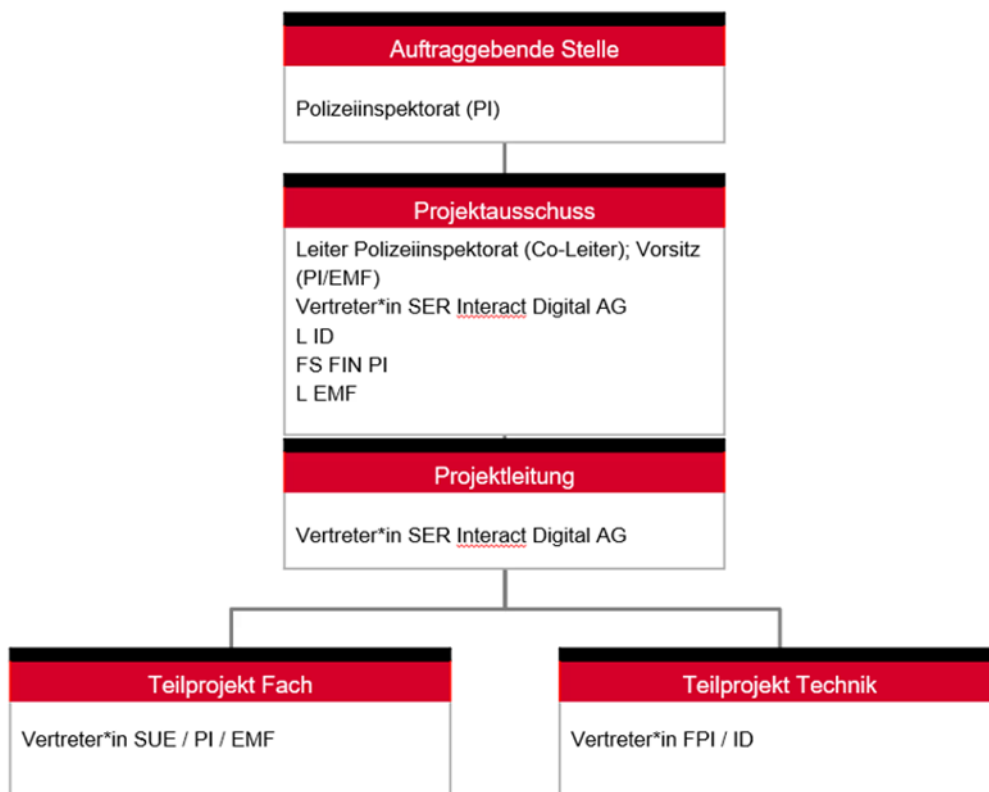 Auftraggebende Stelle
Polizeiinspektorat (PI)
Projektausschuss
Leiter Polizeiinspektorat (Co-Leiter); Vorsitz
(PI/EMF)
Vertreter*in SER Interact Digital AG
L ID
FS FIN PI
L EMF
Projektleitung
Vertreter*in SER Interact Digital AG
Teilprojekt Fach
Vertreter*in SUE / PI / EMF
Teilprojekt Technik
Vertreter*in FPI / ID